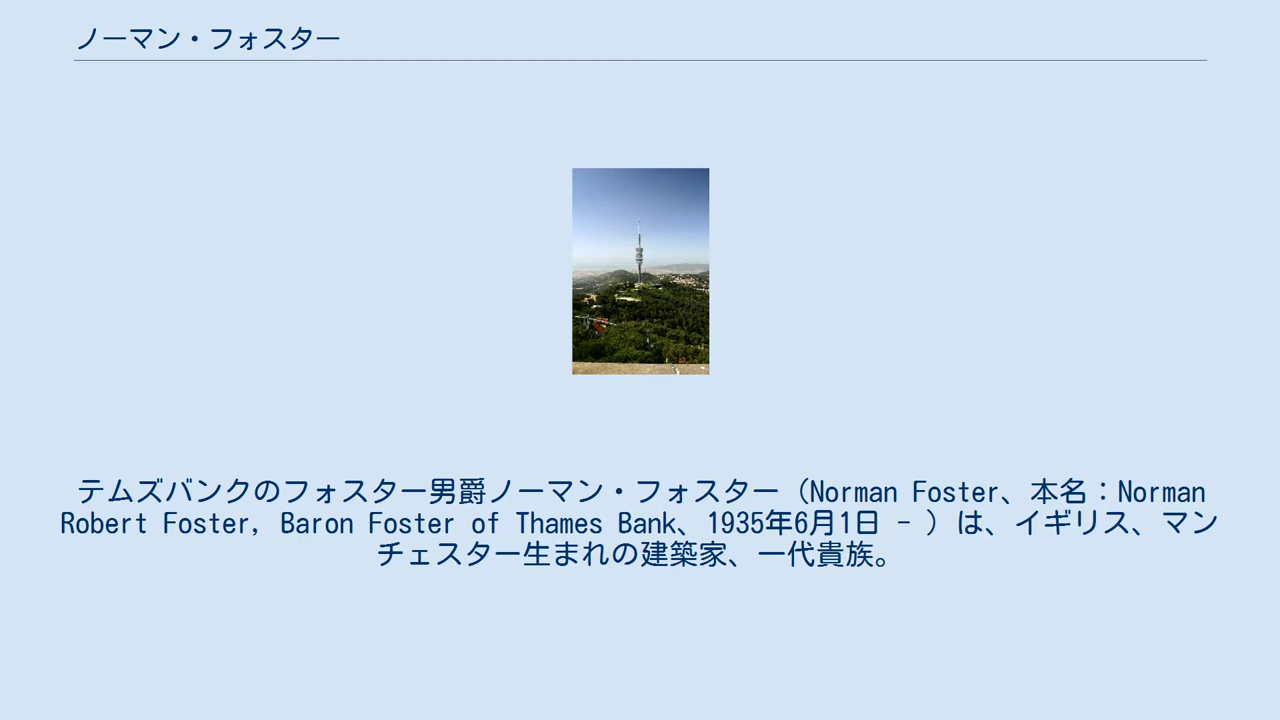 ノーマン・フォスター
テムズバンクのフォスター男爵ノーマン・フォスター（Norman Foster、本名：Norman
Robert Foster, Baron Foster of Thames Bank、1935年6月1日 - ）は、イギリス、マン
チェスター生まれの建築家、一代貴族。